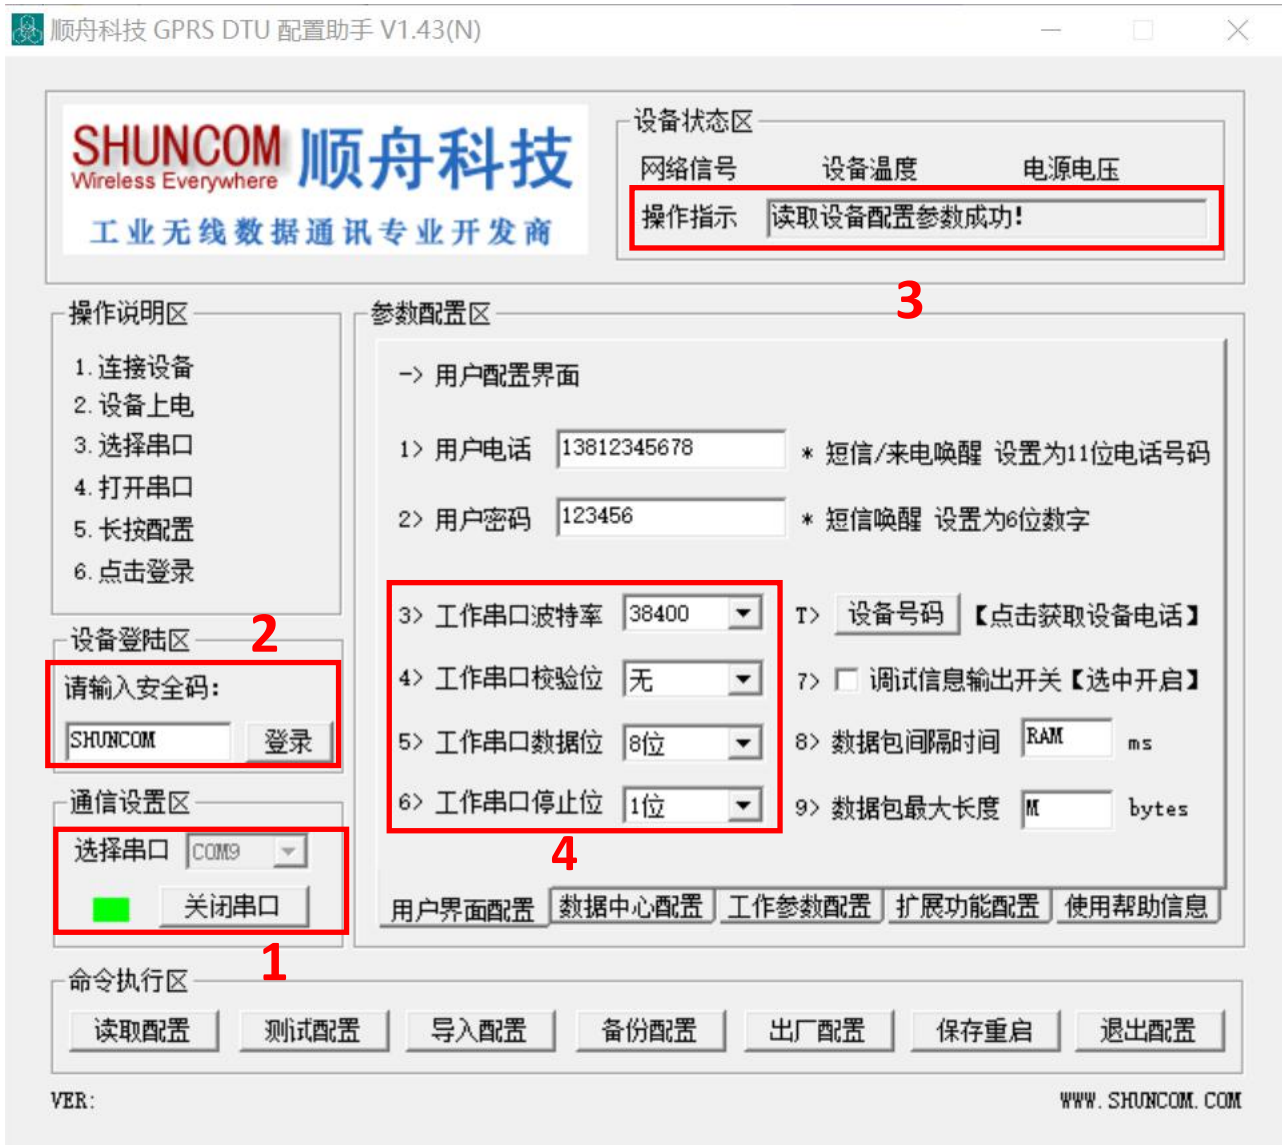 顺舟科技 GPRS DTU 配置助手 V1.43(N)
SHUNCOM 顺舟科技
Wireless Everywhere
工业无线数据通讯专业开发商
设备状态区
网络信号 设备温度 电源电压
操作指示 读取设备配置参数成功!
3
操作说明区
1.连接设备
2.设备上电
3.选择串口
4.打开串口
5.长按配置
6.点击登录
设备登陆区
2
请输入安全码:
SHUNCOM 登录
通信设置区
选择串口 COM9
关闭串口
1
参数配置区
-> 用户配置界面
1> 用户电话 13812345678 * 短信/来电唤醒 设置为11位电话号码
2> 用户密码 123456 * 短信唤醒 设置为6位数字
3> 工作串口波特率 38400 T> 设备号码 【点击获取设备电话】
4> 工作串口校验位 无 7> 调试信息输出开关【选中开启】
5> 工作串口数据位 8位 8> 数据包间隔时间 RAM ms
6> 工作串口停止位 1位 9> 数据包最大长度 M bytes
4
用户界面配置 数据中心配置 工作参数配置 扩展功能配置 使用帮助信息
命令执行区
读取配置 测试配置 导入配置 备份配置 出厂配置 保存重启 退出配置
VER: WWW.SHUNCOM.COM